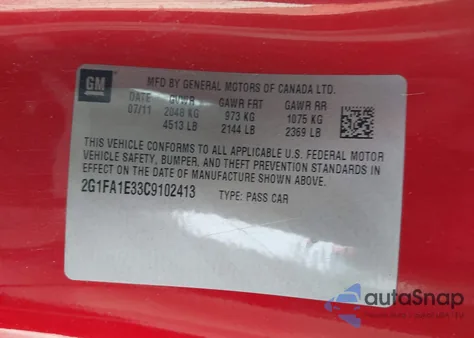 GM
MFD BY GENERAL MOTORS OF CANADA LTD.
07/11 GVWR GAWR FRT GAWR RR
2048 KG 973 KG 1075 KG
4513 LB 2144 LB 2369 LB
THIS VEHICLE CONFORMS TO ALL APPLICABLE U.S. FEDERAL MOTOR
VEHICLE SAFETY, BUMPER, AND THEFT PREVENTION STANDARDS IN
EFFECT ON THE DATE OF MANUFACTURE SHOWN ABOVE.
2G1FA1E33C9102413 TYPE: PASS CAR
autoSnap